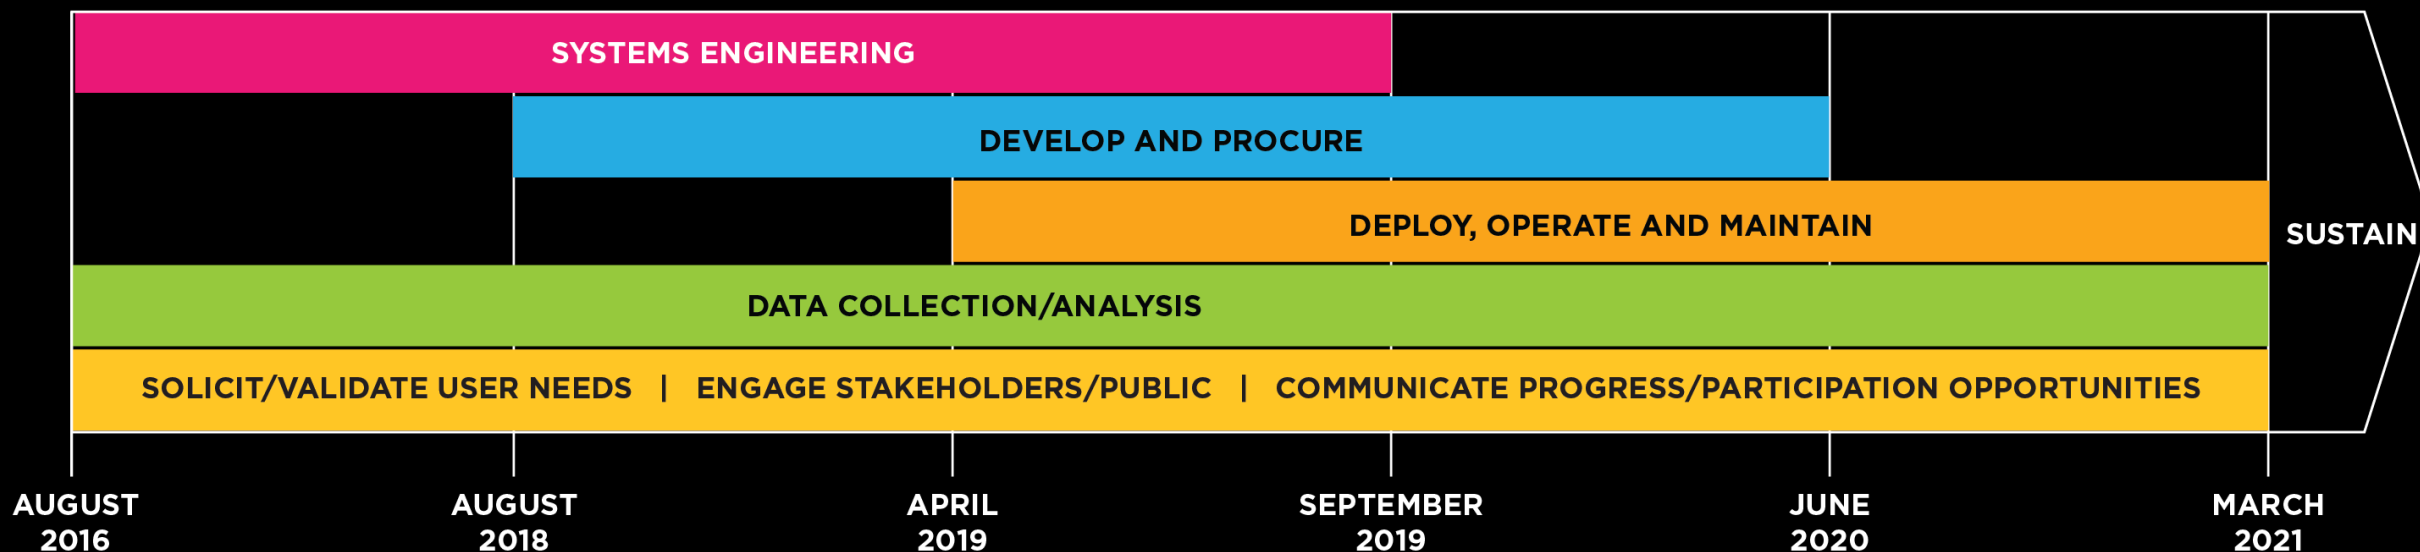 SYSTEMS ENGINEERING
DEVELOP AND PROCURE
DEPLOY, OPERATE AND MAINTAIN
SUSTAIN
DATA COLLECTION/ANALYSIS
SOLICIT/VALIDATE USER NEEDS | ENGAGE STAKEHOLDERS/PUBLIC | COMMUNICATE PROGRESS/PARTICIPATION OPPORTUNITIES
AUGUST
2016
AUGUST
2018
APRIL
2019
SEPTEMBER
2019
JUNE
2020
MARCH
2021